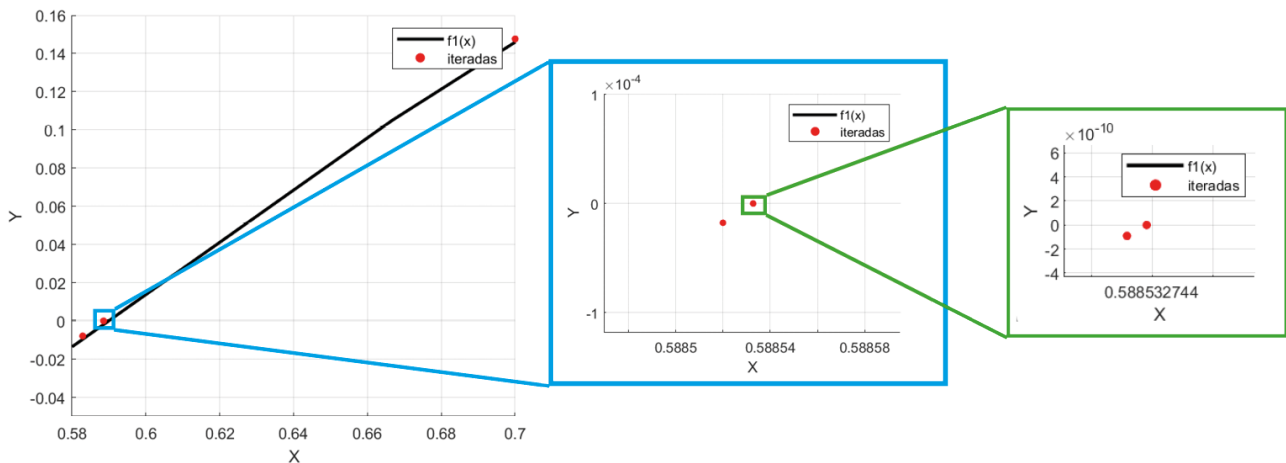 0.16
0.14
0.12
0.1
0.08
0.06
0.04
0.02
0
-0.02
-0.04
Y
0.58
0.6
0.62
0.64
0.66
0.68
0.7
X
f1(x)
iteradas
×10-4
1
0
-1
Y
0.5885
0.58854
0.58858
X
f1(x)
iteradas
×10-10
6
4
2
0
-2
-4
Y
0.588532744
X
f1(x)
iteradas